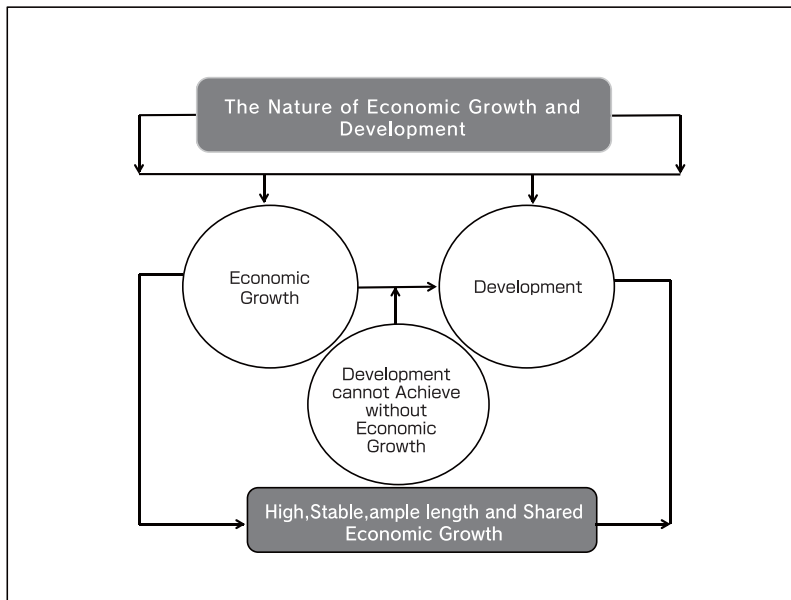 The Nature of Economic Growth and
Development
Economic
Growth
Development
Development
cannot Achieve
without
Economic
Growth
High,Stable,ample length and Shared
Economic Growth